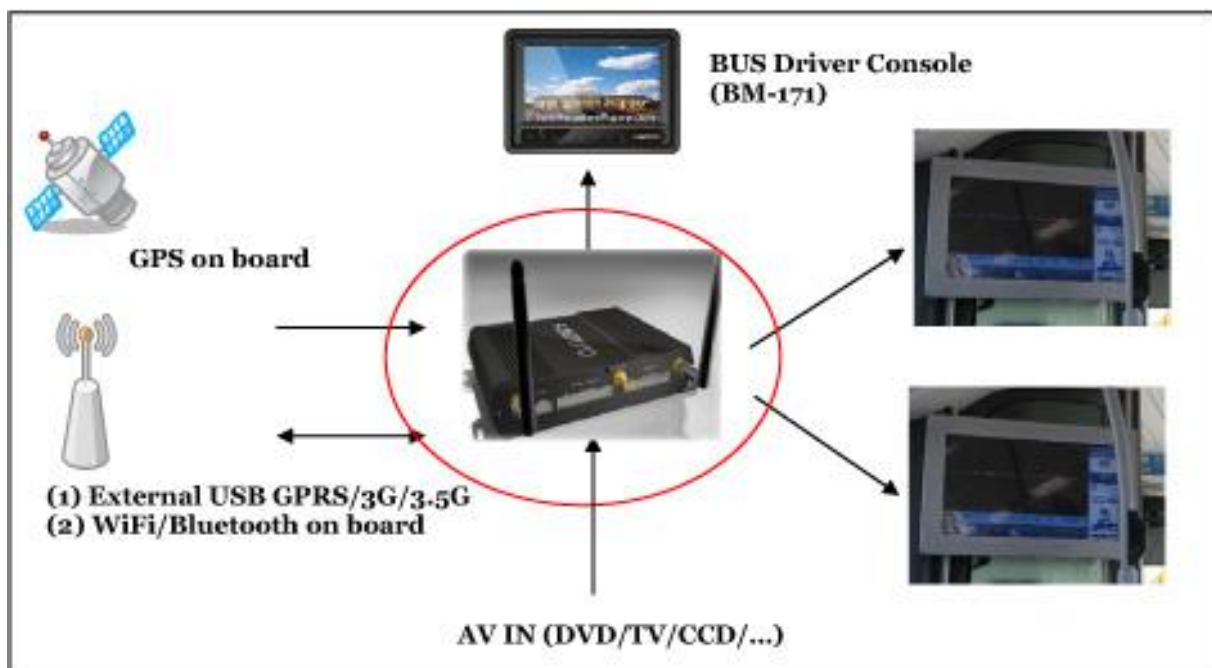 BUS Driver Console
(BM-171)
GPS on board
(1) External USB GPRS/3G/3.5G
(2) WiFi/Bluetooth on board
AV IN (DVD/TV/CCD/...)